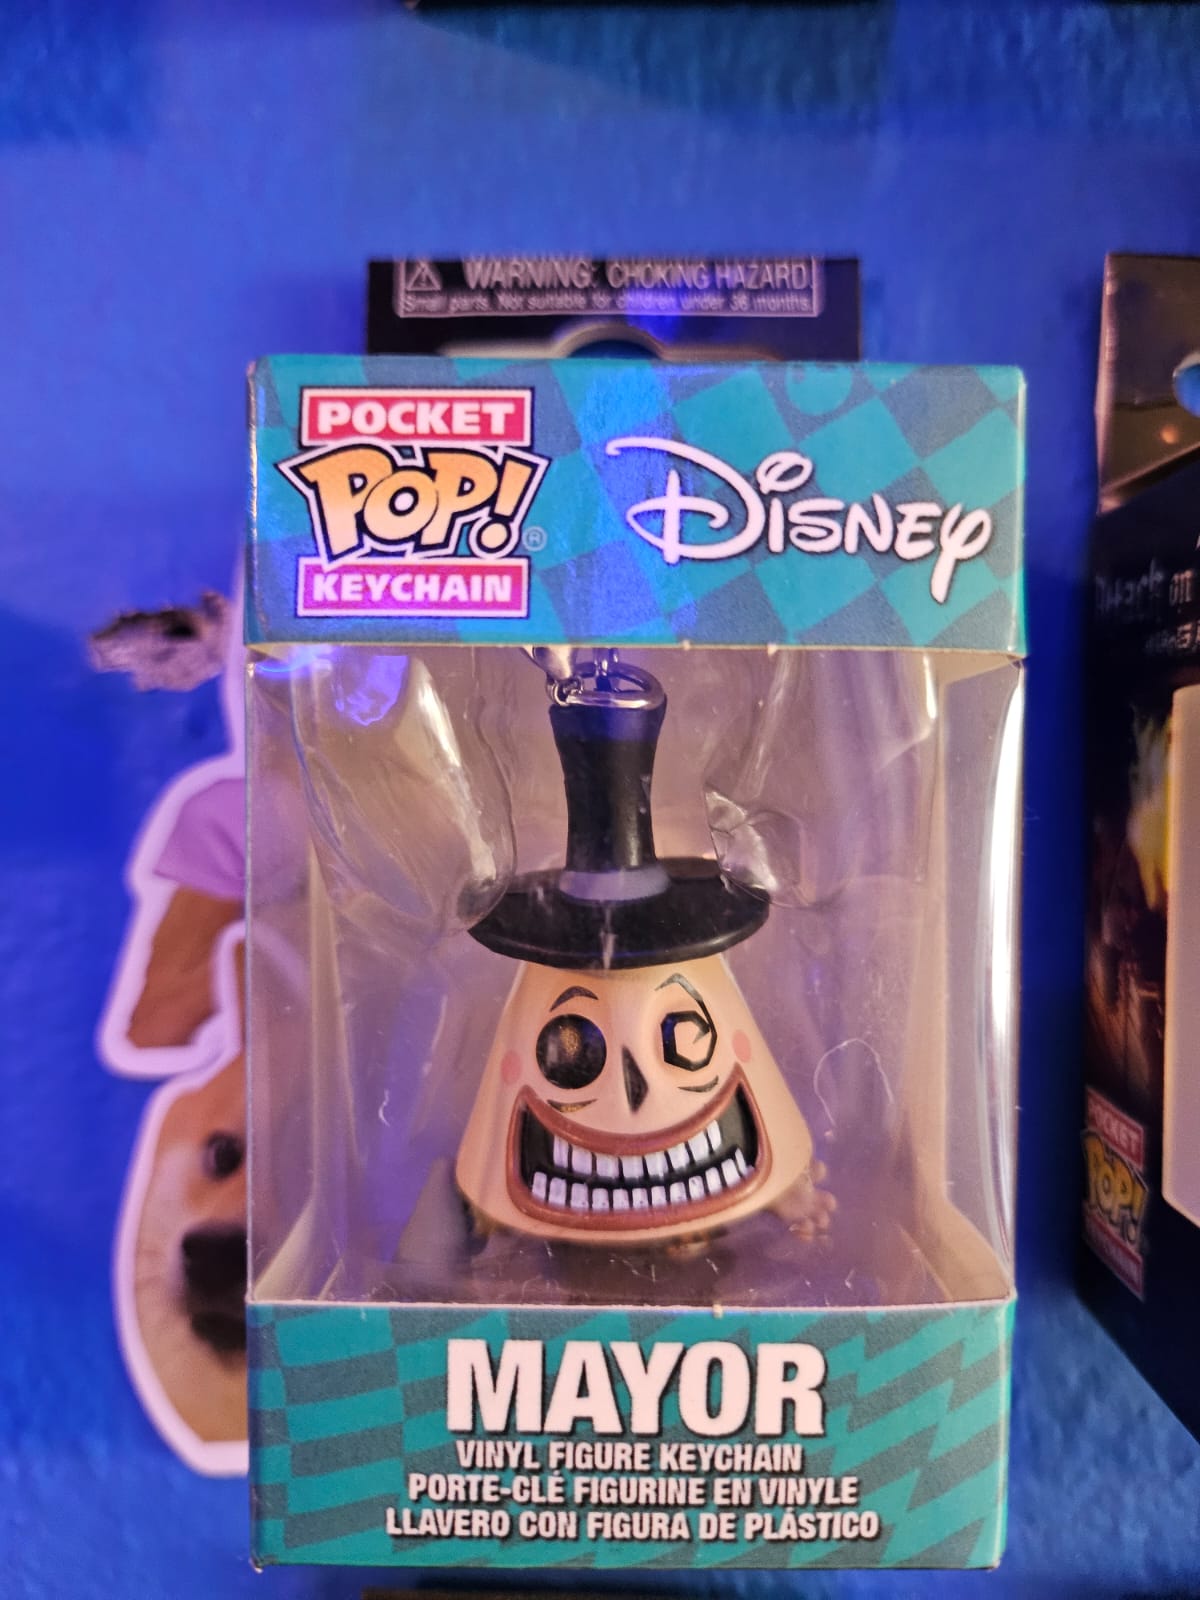 WARNING: CHOKING HAZARD.
Small parts. Not suitable for children under 36 months.
POCKET
POP!®
KEYCHAIN
DISNEY
MAYOR
VINYL FIGURE KEYCHAIN
PORTE-CLÉ FIGURINE EN VINYLE
LLAVERO CON FIGURA DE PLÁSTICO
POCKET
POP!
KEYCHAIN